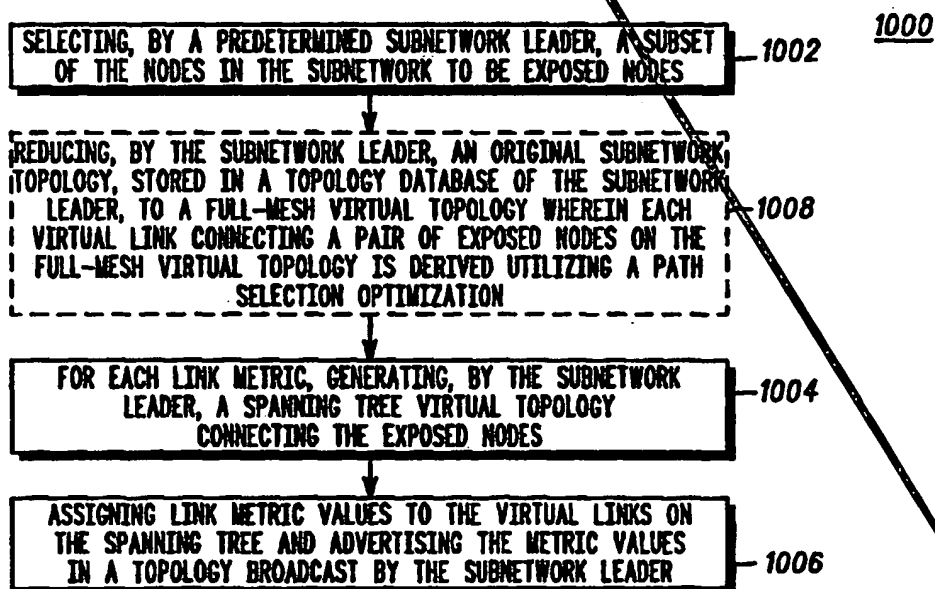 1000
SELECTING, BY A PREDETERMINED SUBNETWORK LEADER, A SUBSET
OF THE NODES IN THE SUBNETWORK TO BE EXPOSED NODES
1002
REDUCING, BY THE SUBNETWORK LEADER, AN ORIGINAL SUBNETWORK
TOPOLOGY, STORED IN A TOPOLOGY DATABASE OF THE SUBNETWORK
LEADER, TO A FULL-MESH VIRTUAL TOPOLOGY WHEREIN EACH
VIRTUAL LINK CONNECTING A PAIR OF EXPOSED NODES ON THE
FULL-MESH VIRTUAL TOPOLOGY IS DERIVED UTILIZING A PATH
SELECTION OPTIMIZATION
1008
FOR EACH LINK METRIC, GENERATING, BY THE SUBNETWORK
LEADER, A SPANNING TREE VIRTUAL TOPOLOGY
CONNECTING THE EXPOSED NODES
1004
ASSIGNING LINK METRIC VALUES TO THE VIRTUAL LINKS ON
THE SPANNING TREE AND ADVERTISING THE METRIC VALUES
IN A TOPOLOGY BROADCAST BY THE SUBNETWORK LEADER
1006